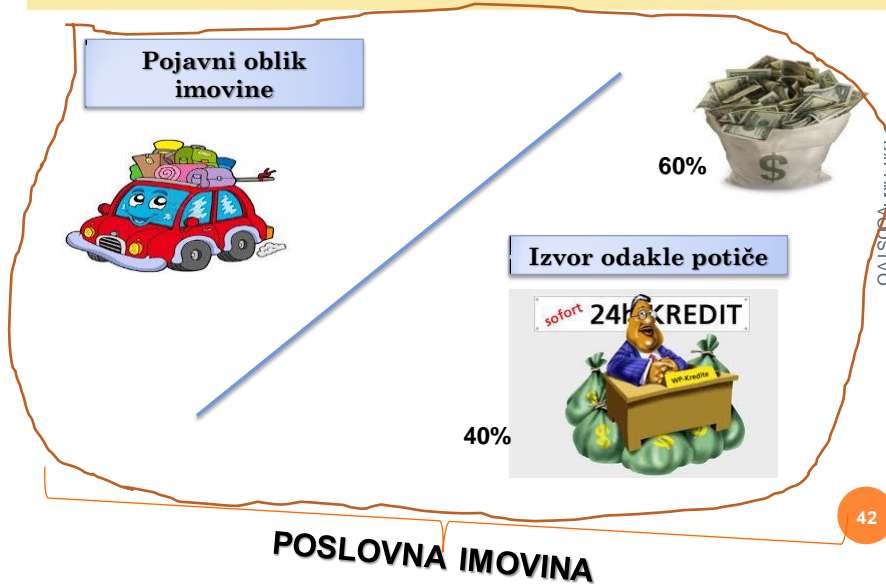 Pojavni oblik
imovine
$
60%
Izvor odakle potiče
sofort 24h KREDIT
WP-Kredite
$
40%
42
POSLOVNA IMOVINA